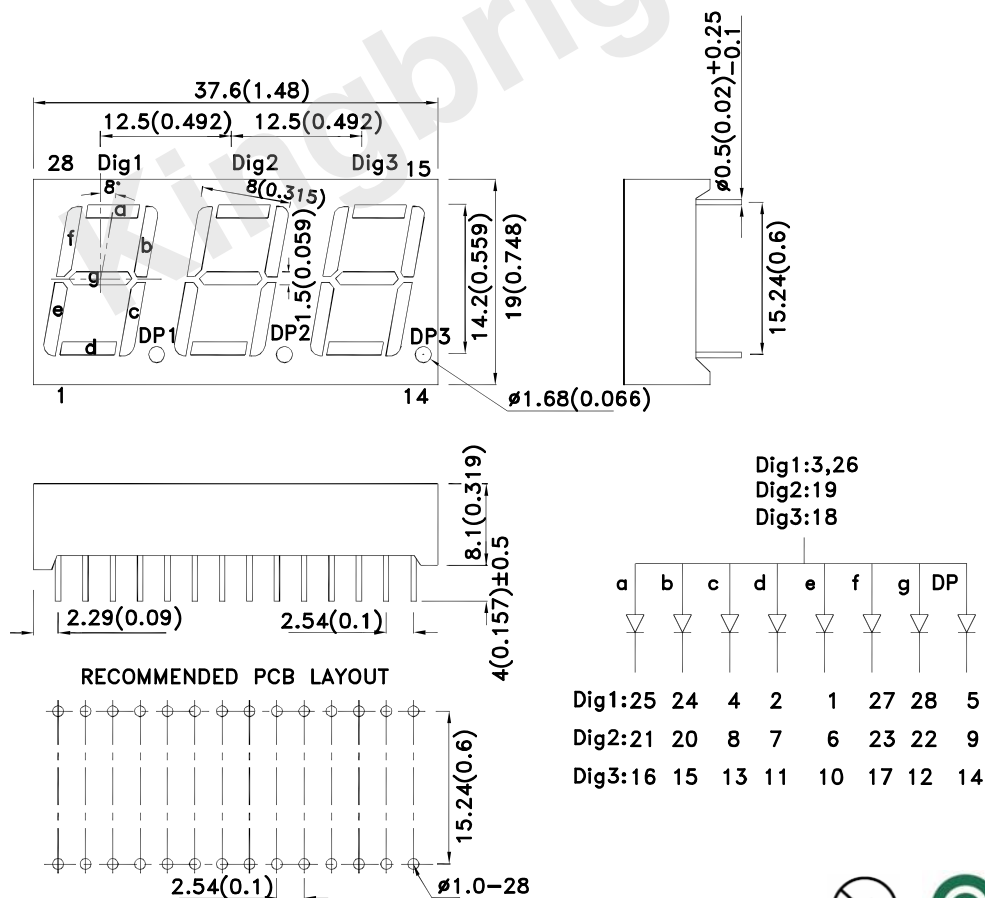 Kingbrig
37.6(1.48)
12.5(0.492) 12.5(0.492)
28 Dig1 Dig2 Dig3 15
8°
8(0.315)
a
f b
g
e c
d
1.5(0.059)
14.2(0.559)
19(0.748)
DP1 DP2 DP3
1 14
ø1.68(0.066)
ø0.5(0.02)+0.25
-0.1
15.24(0.6)
8.1(0.319)
4(0.157)±0.5
2.29(0.09) 2.54(0.1)
RECOMMENDED PCB LAYOUT
15.24(0.6)
2.54(0.1) ø1.0-28
Dig1:3,26
Dig2:19
Dig3:18
a b c d e f g DP
Dig1:25 24 4 2 1 27 28 5
Dig2:21 20 8 7 6 23 22 9
Dig3:16 15 13 11 10 17 12 14